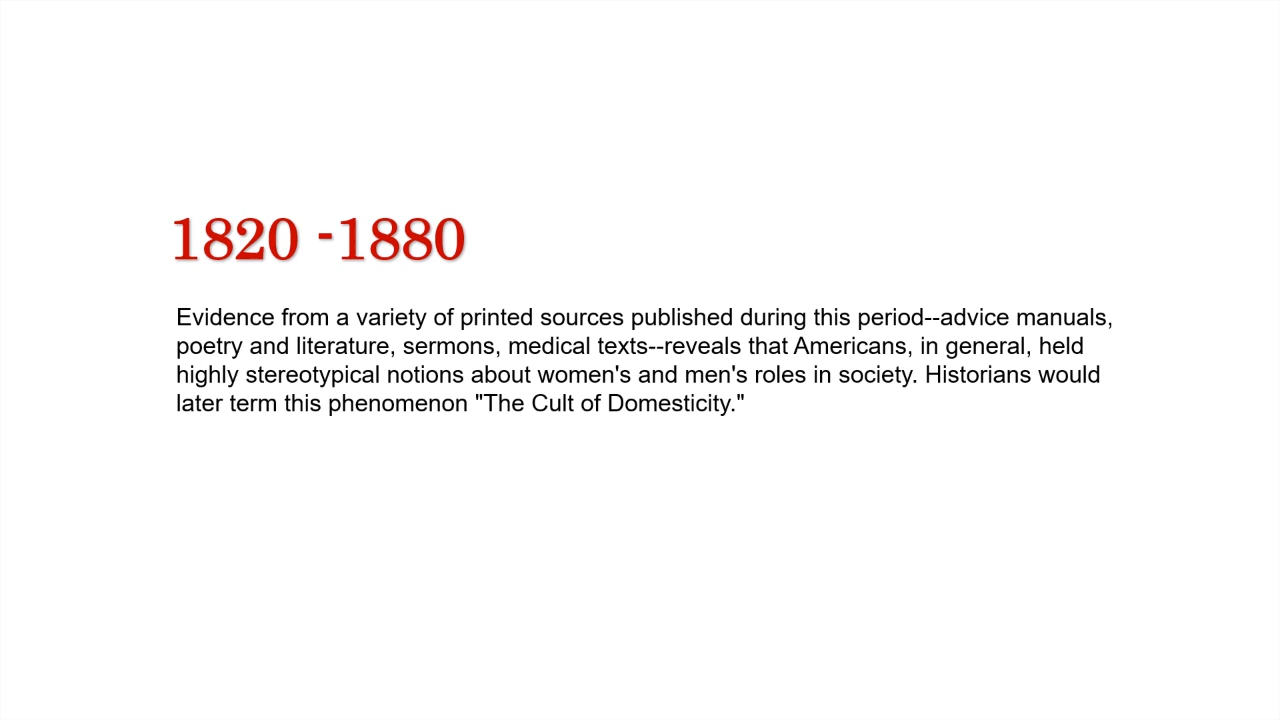 1820 -1880
Evidence from a variety of printed sources published during this period--advice manuals,
poetry and literature, sermons, medical texts--reveals that Americans, in general, held
highly stereotypical notions about women's and men's roles in society. Historians would
later term this phenomenon "The Cult of Domesticity."